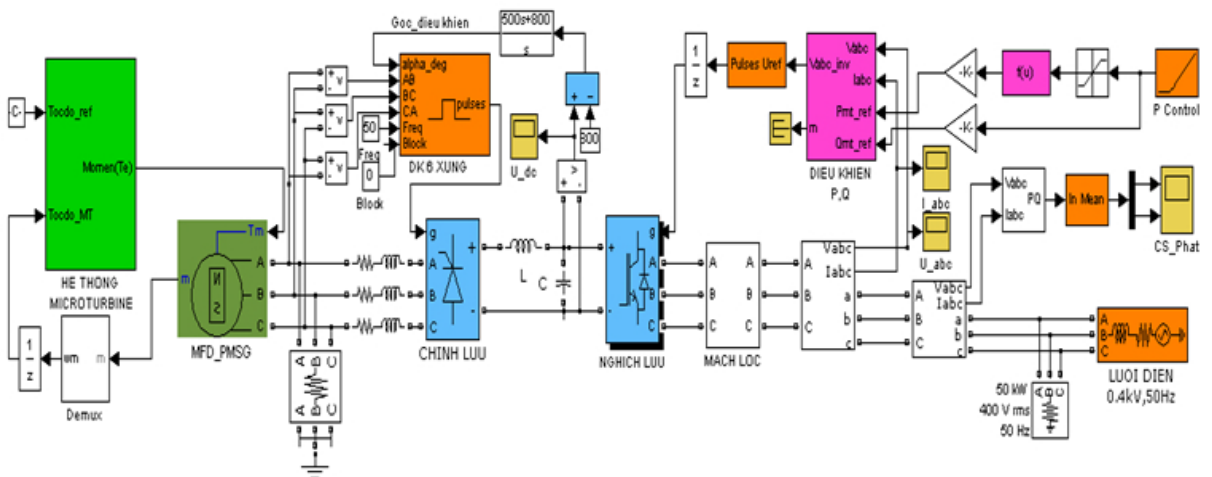 -C-
Tocdo_ref
Momen(Te)
Tocdo_MT
HE THONG
MICROTURBINE
1
z
wm
m
Demux
Tm
m
N
S
A
B
C
MFD_PMSG
A
B
C
A
B
C
+
-
v
+
-
v
+
-
v
50
Freq
0
Block
Goc_dieu khien
500s+800
s
alpha_deg
AB
BC
CA
Freq
Block
pulses
DK 6 XUNG
U_dc
+
-
800
v
+
-
g
A
B
C
+
-
CHINH LUU
L
C
g
+
-
A
B
C
NGHICH LUU
1
z
Pulses Uref
Vabc
Iabc
Vabc_inv
Pmt_ref
m
Qmt_ref
DIEU KHIEN
P,Q
-K-
f(u)
-K-
P Control
I_abc
U_abc
A
B
C
A
B
C
MACH LOC
A
B
C
Vabc
Iabc
a
b
c
A
B
C
Vabc
Iabc
a
b
c
Vabc
Iabc
PQ
In Mean
CS_Phat
50 kW
400 V rms
50 Hz
A
B
C
A
B
C
LUOI DIEN
0.4kV,50Hz